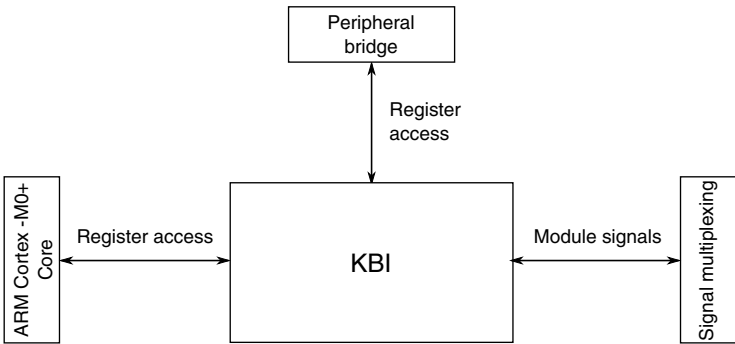 Peripheral
bridge
Register
access
ARM Cortex -M0+
Core
Register access
KBI
Module signals
Signal multiplexing